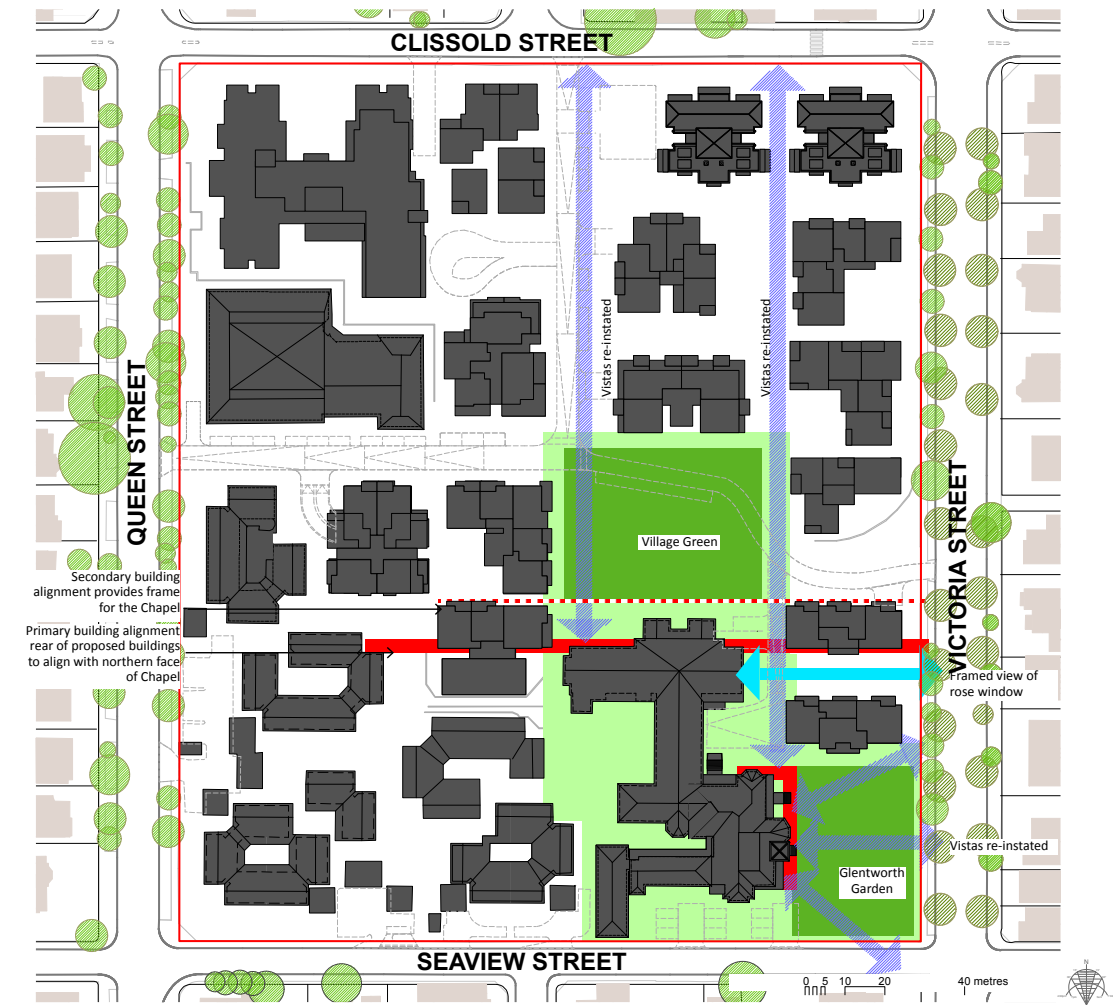 CLISSOLD STREET
Vistas re-instated
Vistas re-instated
QUEEN STREET
VICTORIA STREET
Village Green
Secondary building
alignment provides frame
for the Chapel
Primary building alignment
rear of proposed buildings
to align with northern face
of Chapel
Framed view of
rose window
Vistas re-instated
Glentworth
Garden
SEAVIEW STREET
0 5 10 20 40 metres
N